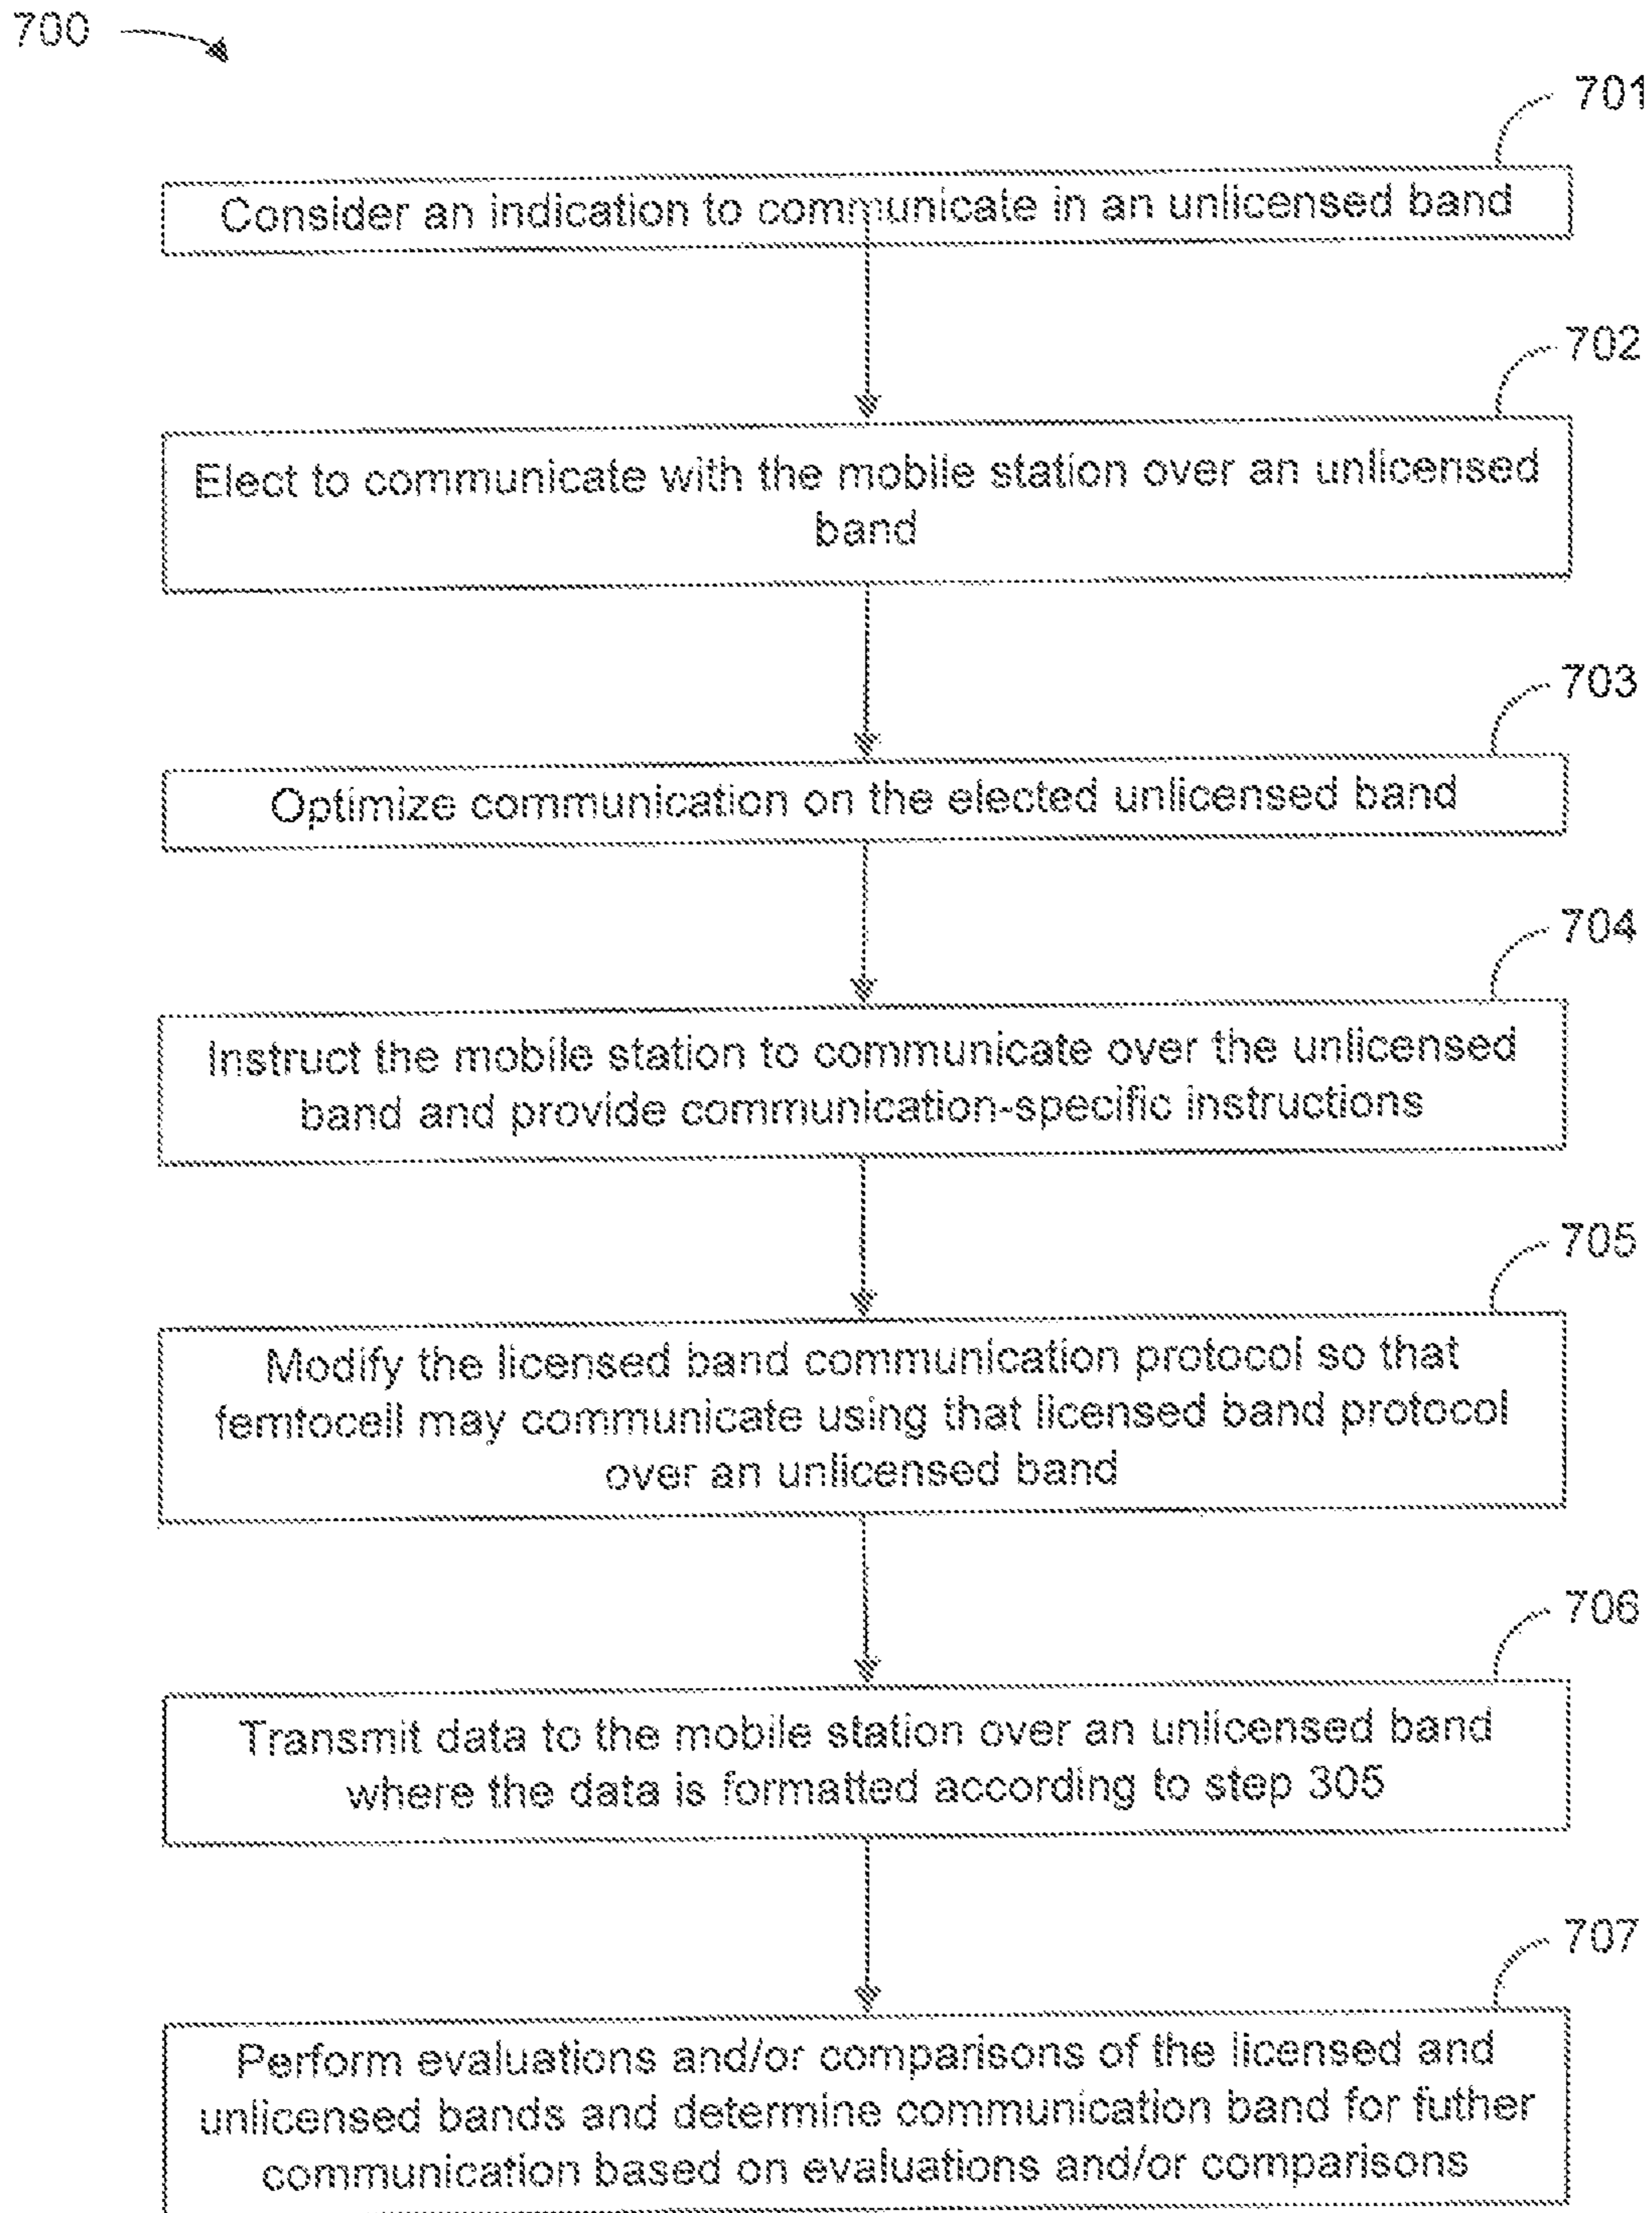 700
701
Consider an indication to communicate in an unlicensed band
702
Elect to communicate with the mobile station over an unlicensed
band
703
Optimize communication on the elected unlicensed band
704
Instruct the mobile station to communicate over the unlicensed
band and provide communication-specific instructions
705
Modify the licensed band communication protocol so that
femtocell may communicate using that licensed band protocol
over an unlicensed band
706
Transmit data to the mobile station over an unlicensed band
where the data is formatted according to step 305
707
Perform evaluations and/or comparisons of the licensed and
unlicensed bands and determine communication band for futher
communication based on evaluations and/or comparisons